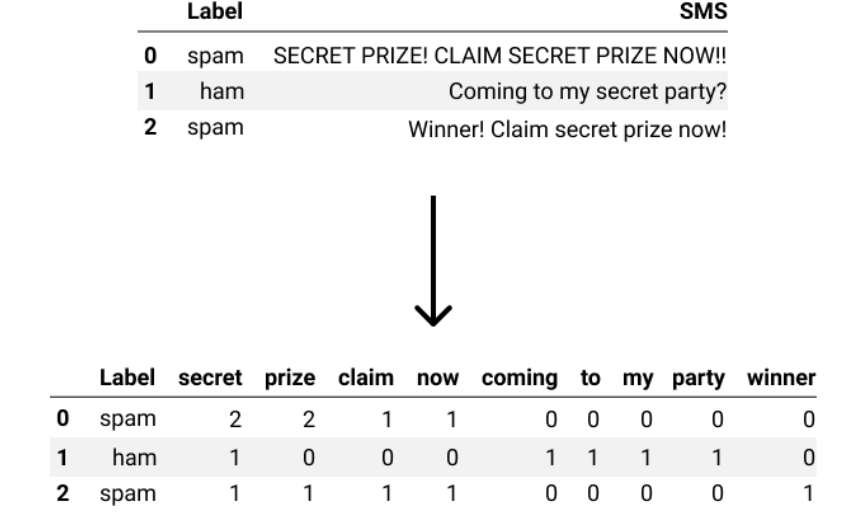 Label SMS
0 spam SECRET PRIZE! CLAIM SECRET PRIZE NOW!!
1 ham Coming to my secret party?
2 spam Winner! Claim secret prize now!
Label secret prize claim now coming to my party winner
0 spam 2 2 1 1 0 0 0 0 0
1 ham 1 0 0 0 1 1 1 1 0
2 spam 1 1 1 1 0 0 0 0 1